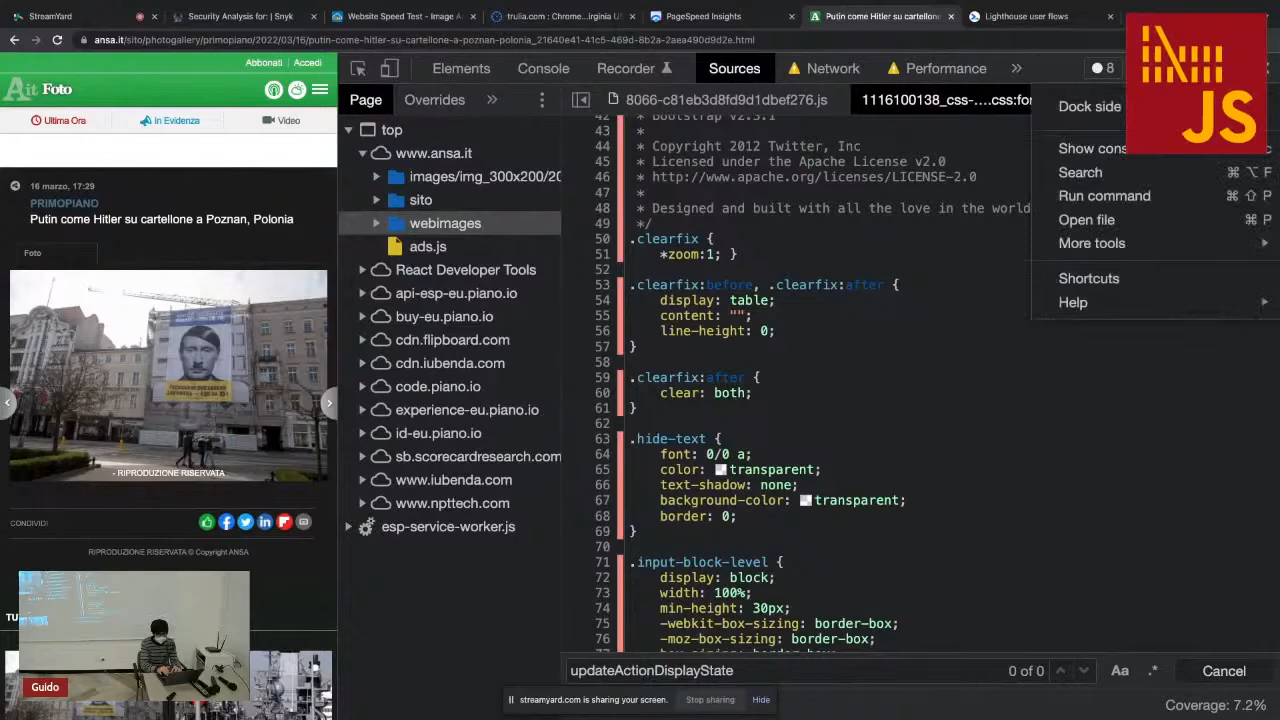 StreamYard
Security Analysis for: | Snyk
Website Speed Test - Image A
trulia.com : Chrome...irginia U
PageSpeed Insights
Putin come Hitler su cartellone
Lighthouse user flows
ansa.it/sito/photogallery/primopiano/2022/03/16/putin-come-hitler-su-cartellone-a-poznan-polonia_21640e41-41c5-469d-8b2a-2aea490d9d2e.html
JS
Abbonati | Accedi
Foto
Ultima Ora
In Evidenza
Video
16 marzo, 17:29
PRIMOPIANO
Putin come Hitler su cartellone a Poznan, Polonia
Foto
- RIPRODUZIONE RISERVATA
CONDIVIDI
RIPRODUZIONE RISERVATA © Copyright ANSA
TU
Guido
Elements
Console
Recorder
Sources
Network
Performance
8
Page
Overrides
8066-c81eb3d8fd9d1dbef276.js
1116100138_css-....css:for
top
www.ansa.it
images/img_300x200/20
sito
webimages
ads.js
React Developer Tools
api-esp-eu.piano.io
buy-eu.piano.io
cdn.flipboard.com
cdn.iubenda.com
code.piano.io
experience-eu.piano.io
id-eu.piano.io
sb.scorecardresearch.com
www.iubenda.com
www.npttech.com
esp-service-worker.js
42 * Bootstrap v2.3.1
43 *
44 * Copyright 2012 Twitter, Inc
45 * Licensed under the Apache License v2.0
46 * http://www.apache.org/licenses/LICENSE-2.0
47 *
48 * Designed and built with all the love in the world
49 */
50 .clearfix {
51 *zoom:1; }
52
53 .clearfix:before, .clearfix:after {
54 display: table;
55 content: "";
56 line-height: 0;
57 }
58
59 .clearfix:after {
60 clear: both;
61 }
62
63 .hide-text {
64 font: 0/0 a;
65 color: transparent;
66 text-shadow: none;
67 background-color: transparent;
68 border: 0;
69 }
70
71 .input-block-level {
72 display: block;
73 width: 100%;
74 min-height: 30px;
75 -webkit-box-sizing: border-box;
76 -moz-box-sizing: border-box;
Dock side
Show cons
Search ⌘ ⌥ F
Run command ⌘ ⇧ P
Open file ⌘ P
More tools
Shortcuts
Help
updateActionDisplayState
0 of 0
Aa
.*
Cancel
streamyard.com is sharing your screen.
Stop sharing
Hide
Coverage: 7.2%